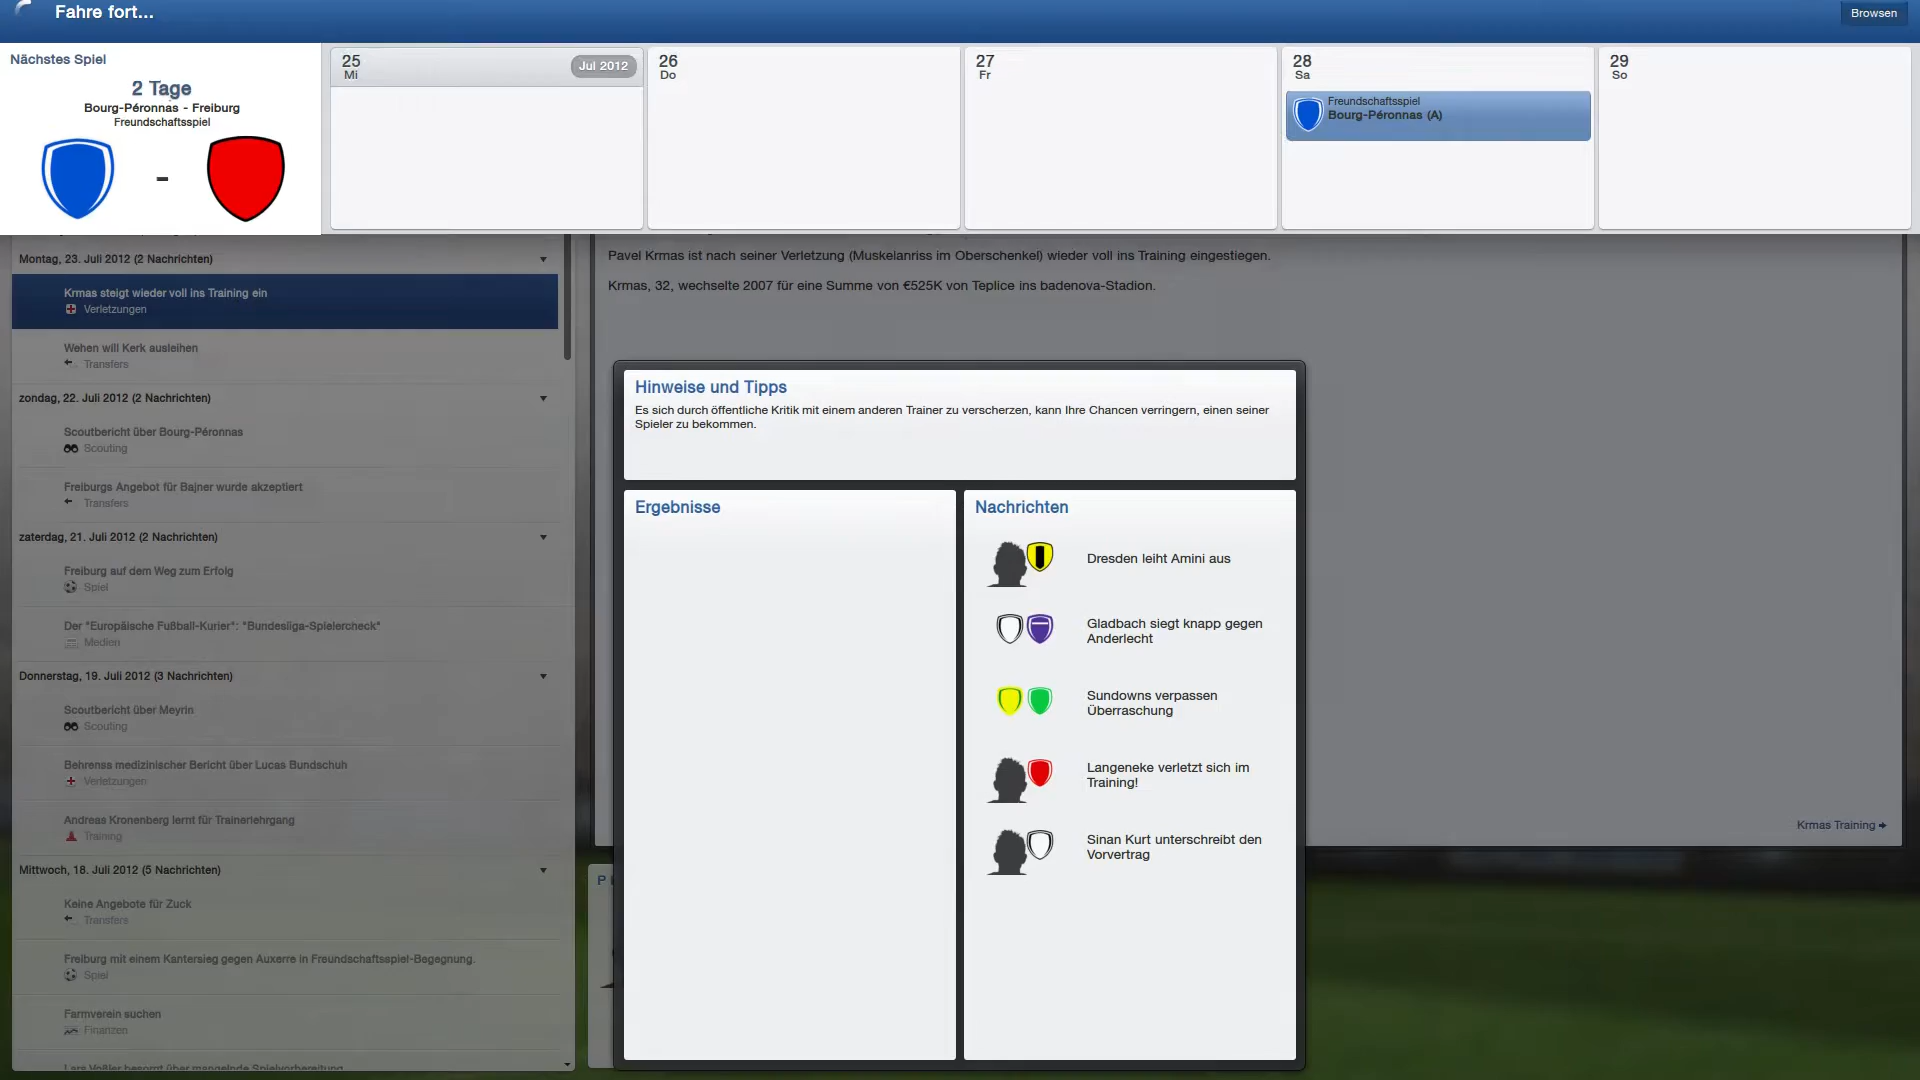 Fahre fort...
Browsen
Nächstes Spiel
2 Tage
Bourg-Péronnas - Freiburg
Freundschaftsspiel
-
25
Mi
Jul 2012
26
Do
27
Fr
28
Sa
Freundschaftsspiel
Bourg-Péronnas (A)
29
So
Montag, 23. Juli 2012 (2 Nachrichten)
Krmas steigt wieder voll ins Training ein
Verletzungen
Wehen will Kerk ausleihen
Transfers
zondag, 22. Juli 2012 (2 Nachrichten)
Scoutbericht über Bourg-Péronnas
Scouting
Freiburgs Angebot für Bajner wurde akzeptiert
Transfers
zaterdag, 21. Juli 2012 (2 Nachrichten)
Freiburg auf dem Weg zum Erfolg
Spiel
Der "Europäische Fußball-Kurier": "Bundesliga-Spielercheck"
Medien
Donnerstag, 19. Juli 2012 (3 Nachrichten)
Scoutbericht über Meyrin
Scouting
Behrenss medizinischer Bericht über Lucas Bundschuh
Verletzungen
Andreas Kronenberg lernt für Trainerlehrgang
Training
Mittwoch, 18. Juli 2012 (5 Nachrichten)
Keine Angebote für Zuck
Transfers
Freiburg mit einem Kantersieg gegen Auxerre in Freundschaftsspiel-Begegnung.
Spiel
Farmverein suchen
Finanzen
Lars Voßler besorgt über mangelnde Spielvorbereitung
Pavel Krmas ist nach seiner Verletzung (Muskelanriss im Oberschenkel) wieder voll ins Training eingestiegen.
Krmas, 32, wechselte 2007 für eine Summe von €525K von Teplice ins badenova-Stadion.
Krmas Training
P
Hinweise und Tipps
Es sich durch öffentliche Kritik mit einem anderen Trainer zu verscherzen, kann Ihre Chancen verringern, einen seiner
Spieler zu bekommen.
Ergebnisse
Nachrichten
Dresden leiht Amini aus
Gladbach siegt knapp gegen
Anderlecht
Sundowns verpassen
Überraschung
Langeneke verletzt sich im
Training!
Sinan Kurt unterschreibt den
Vorvertrag